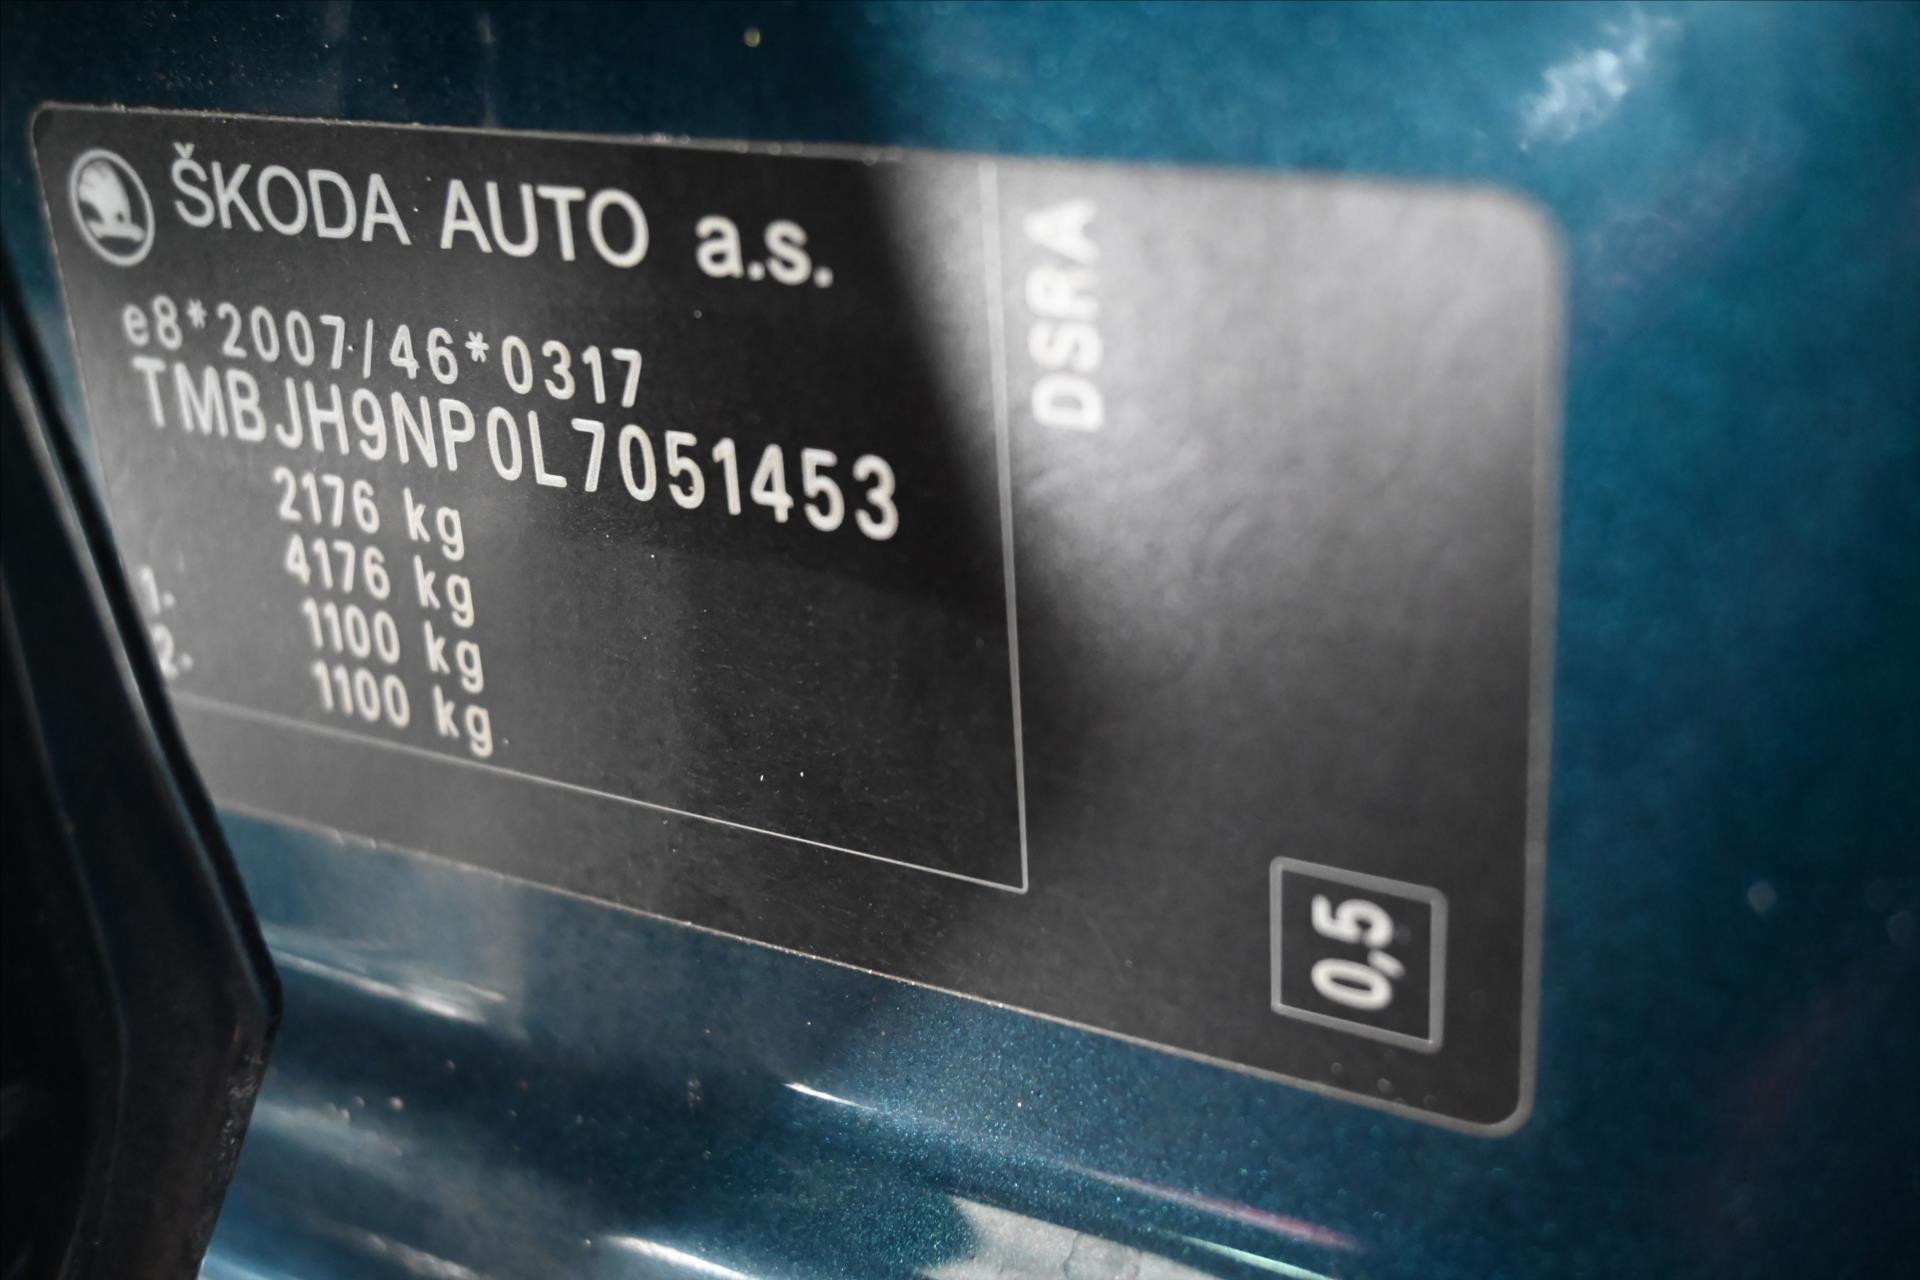 ŠKODA AUTO a.s.
e8*2007/46*0317
TMBJH9NP0L7051453
2176 kg
4176 kg
1. 1100 kg
2. 1100 kg
DSRA
0,5